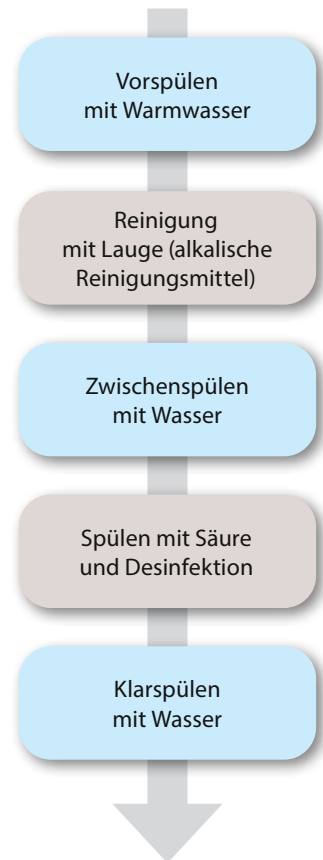 Vorspülen
mit Warmwasser
Reinigung
mit Lauge (alkalische
Reinigungsmittel)
Zwischenspülen
mit Wasser
Spülen mit Säure
und Desinfektion
Klarspülen
mit Wasser